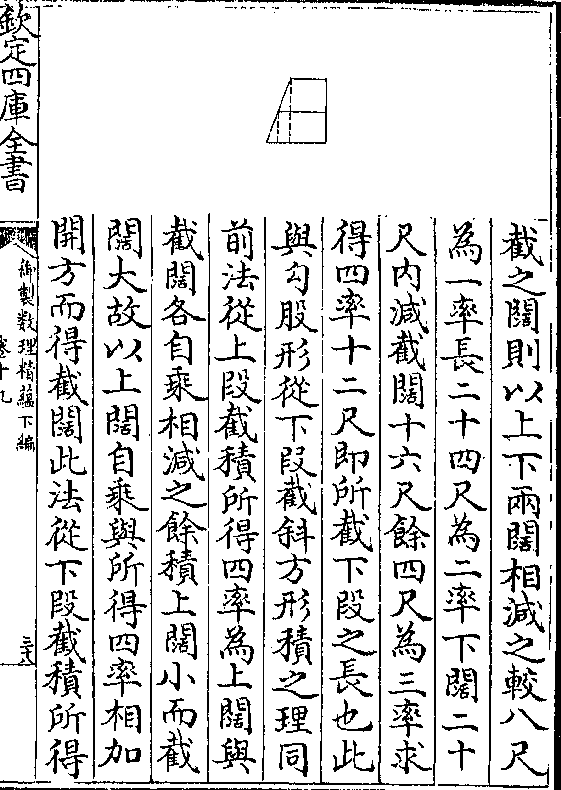 截之闊則以上下兩闊相減之較八尺
為一率長二十四尺為二率下闊二十
尺内減截闊十六尺餘四尺為三率求
得四率十二尺即所截下段之長也此
與勾股形從下段截斜方形積之理同
前法從上段截積所得四率為上闊與
截闊各自乘相減之餘積上闊小而截
闊大故以上闊自乘與所得四率相加
開方而得截闊此法從下段截積所得
欽定四庫全書
御製數理精蘊下編
卷十九